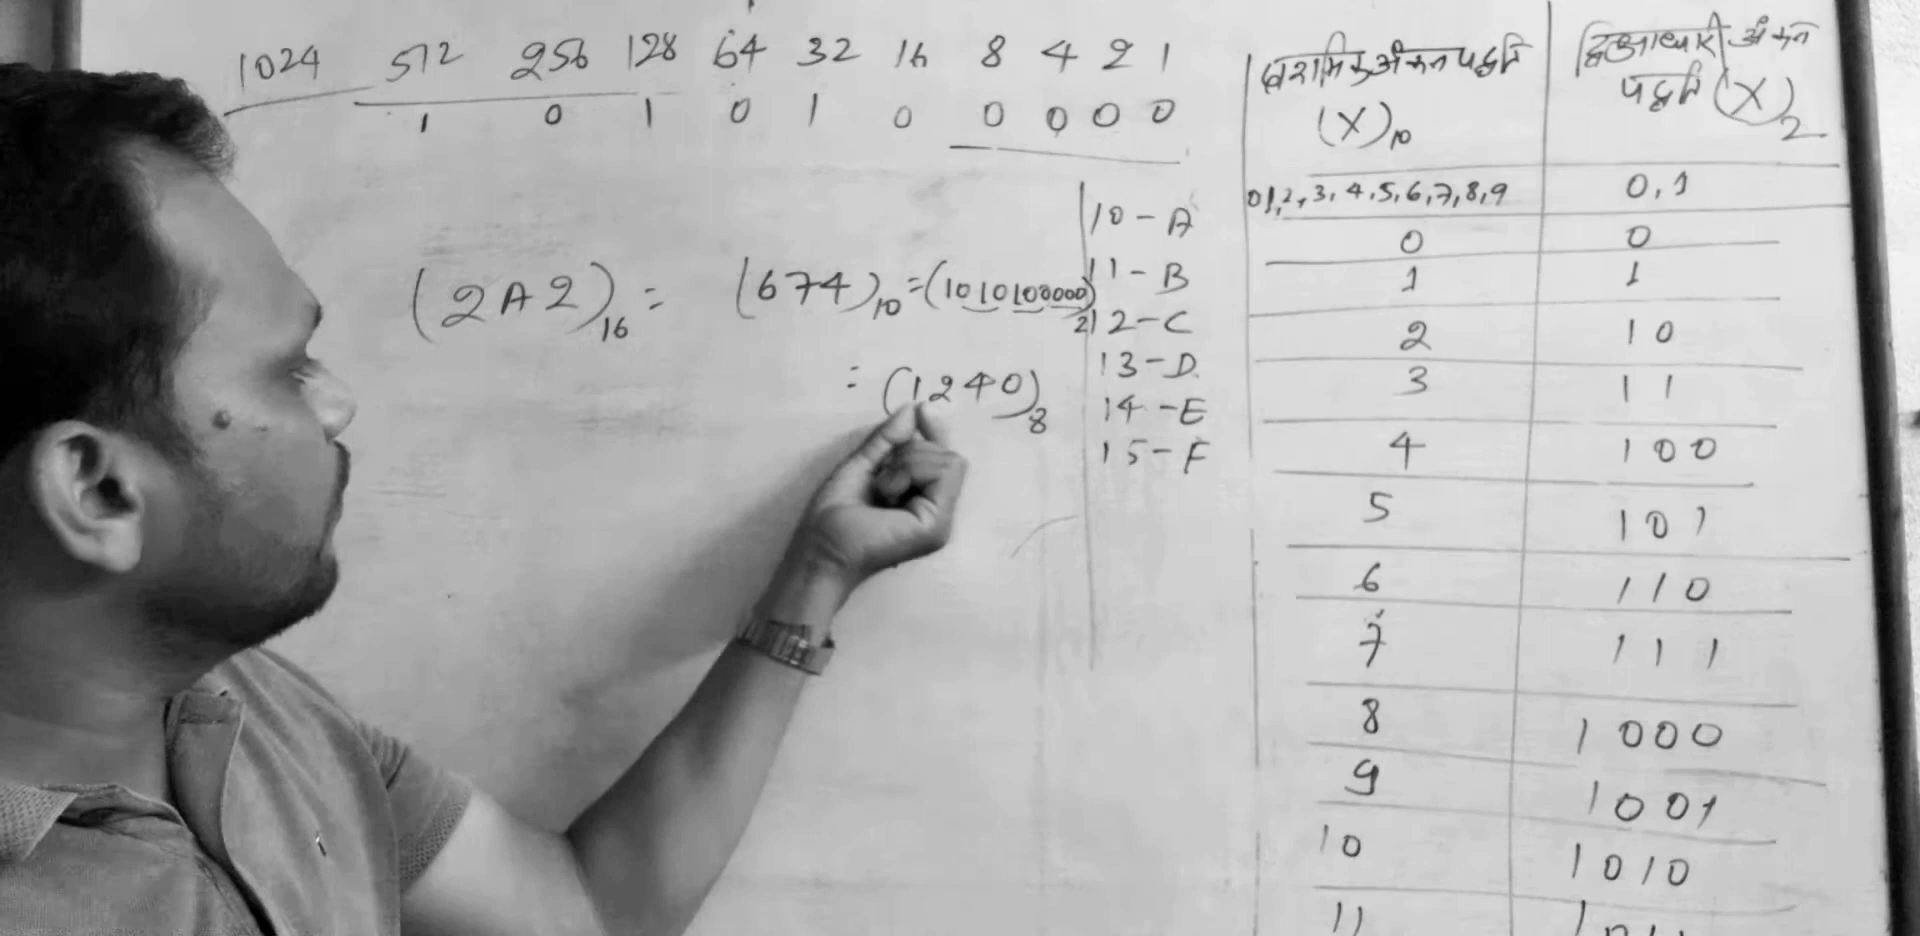 1024 512 256 128 64 32 16 8 4 2 1
1 0 1 0 1 0 0 0 0 0
(2A2)16 = (674)10 = (1010100000)2
= (1240)8
10 - A
11 - B
12 - C
13 - D
14 - E
15 - F
अंकन पद्धति
(X)10
अंकन
पद्धति (X)2
0,1,2,3,4,5,6,7,8,9 0,1
0 0
1 1
2 10
3 11
4 100
5 101
6 110
7 111
8 1000
9 1001
10 1010
11